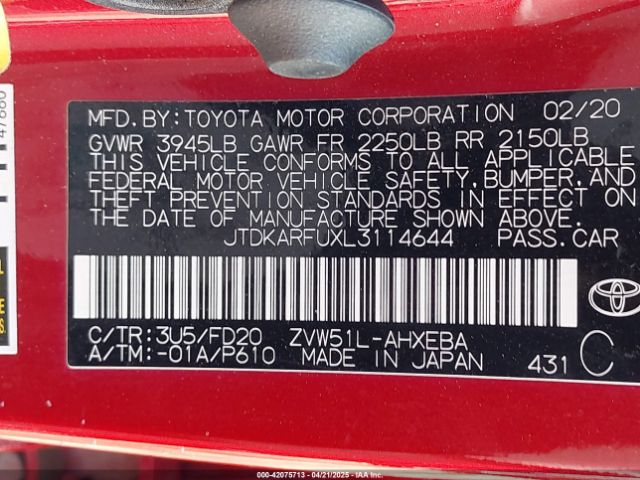 MFD. BY: TOYOTA MOTOR CORPORATION 02/20
GVWR 3945LB GAWR FR 2250LB RR 2150LB
THIS VEHICLE CONFORMS TO ALL APPLICABLE
FEDERAL MOTOR VEHICLE SAFETY, BUMPER, AND
THEFT PREVENTION STANDARDS IN EFFECT ON
THE DATE OF MANUFACTURE SHOWN ABOVE.
JTDKARFUXL3114644 PASS. CAR
C/TR: 3U5/FD20 ZVW51L-AHXEBA
A/TM: -01A/P610 MADE IN JAPAN 431 C
000-42075713 - 04/21/2025 - IAAI.COM